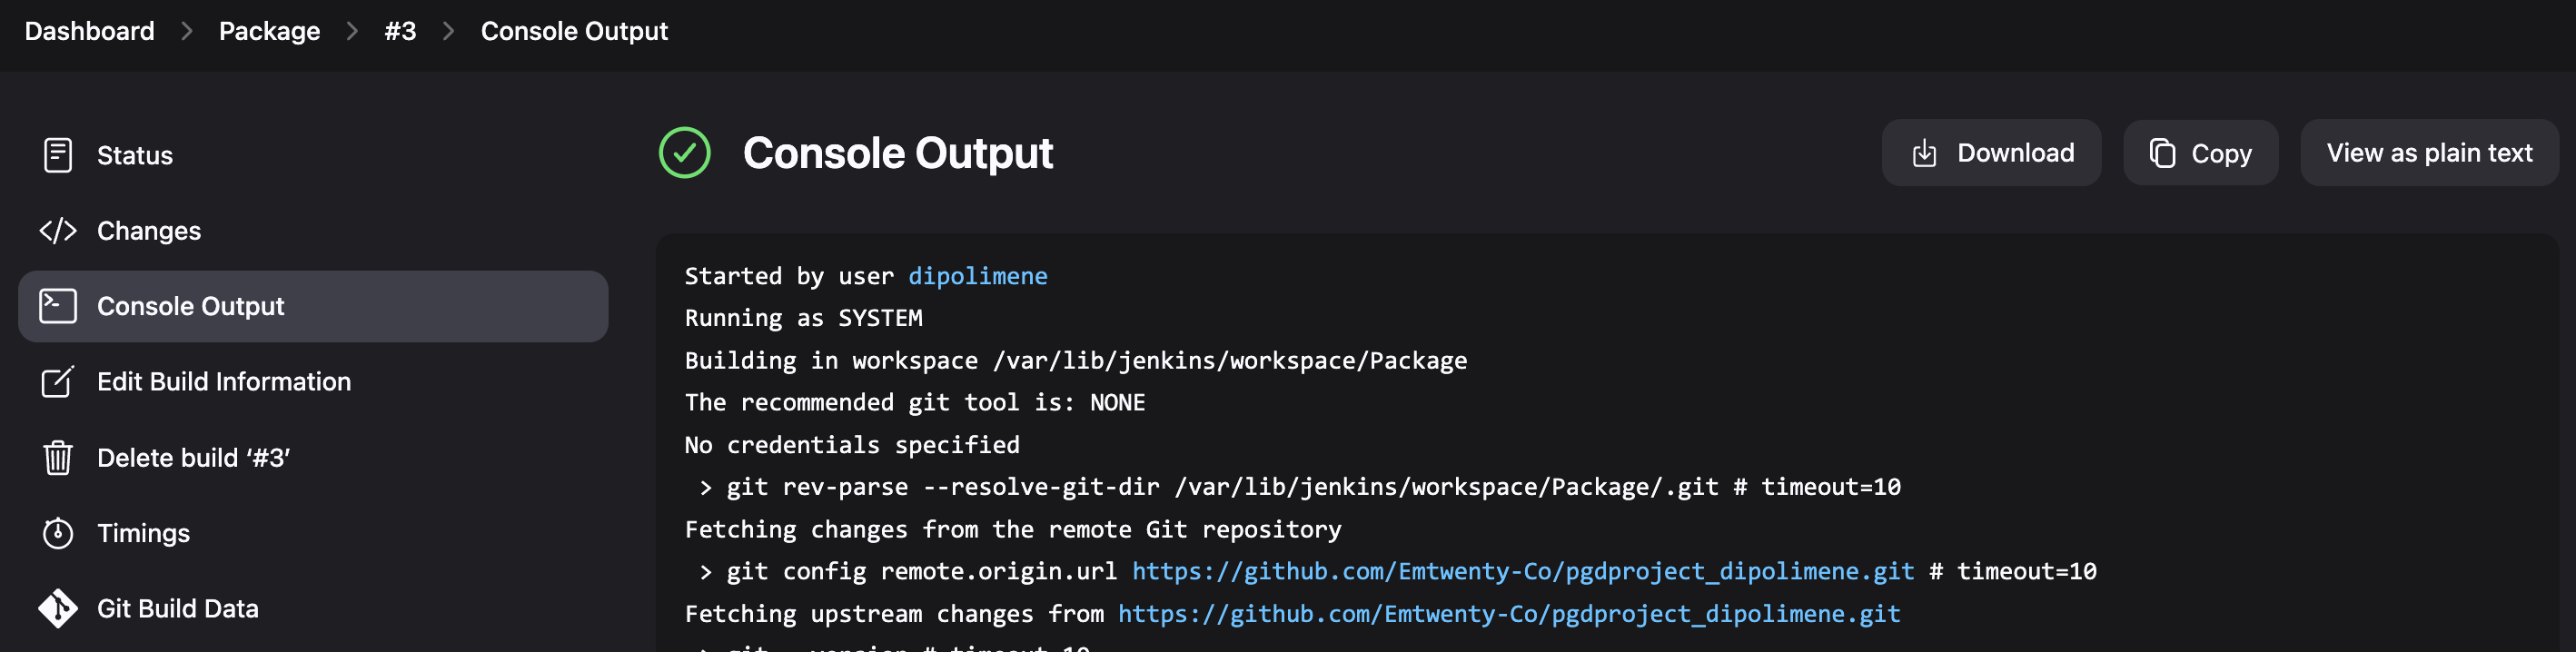 Dashboard > Package > #3 > Console Output
Status
Changes
Console Output
Edit Build Information
Delete build ‘#3’
Timings
Git Build Data
Console Output
Download
Copy
View as plain text
Started by user dipolimene
Running as SYSTEM
Building in workspace /var/lib/jenkins/workspace/Package
The recommended git tool is: NONE
No credentials specified
> git rev-parse --resolve-git-dir /var/lib/jenkins/workspace/Package/.git # timeout=10
Fetching changes from the remote Git repository
> git config remote.origin.url https://github.com/Emtwenty-Co/pgdproject_dipolimene.git # timeout=10
Fetching upstream changes from https://github.com/Emtwenty-Co/pgdproject_dipolimene.git
> git --version # timeout=10